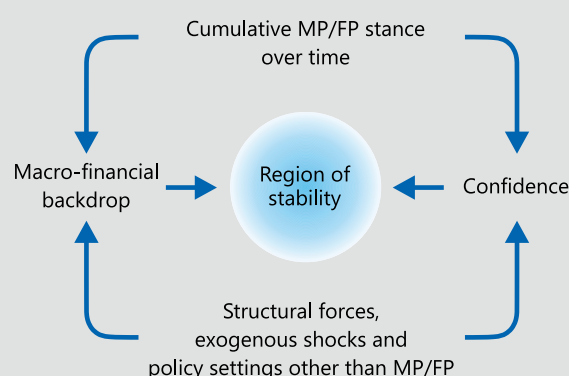 Cumulative MP/FP stance
over time
Macro-financial
backdrop
Region of
stability
Confidence
Structural forces,
exogenous shocks and
policy settings other than MP/FP